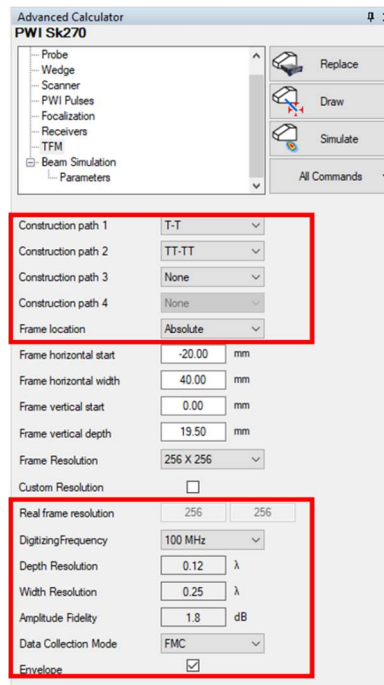 Advanced Calculator
PWI Sk270
Probe
Wedge
Scanner
PWI Pulses
Focalization
Draw
Receivers
TFM
Beam Simulation
Parameters
Replace
Simulate
All Commands
Construction path 1 T-T
Construction path 2 TT-TT
Construction path 3 None
Construction path 4 None
Frame location Absolute
Frame horizontal start -20.00 mm
Frame horizontal width 40.00 mm
Frame vertical start 0.00 mm
Frame vertical depth 19.50 mm
Frame Resolution 256 X 256
Custom Resolution
Real frame resolution 256 256
DigitizingFrequency 100 MHz
Depth Resolution 0.12 λ
Width Resolution 0.25 λ
Amplitude Fidelity 1.8 dB
Data Collection Mode FMC
Envelope